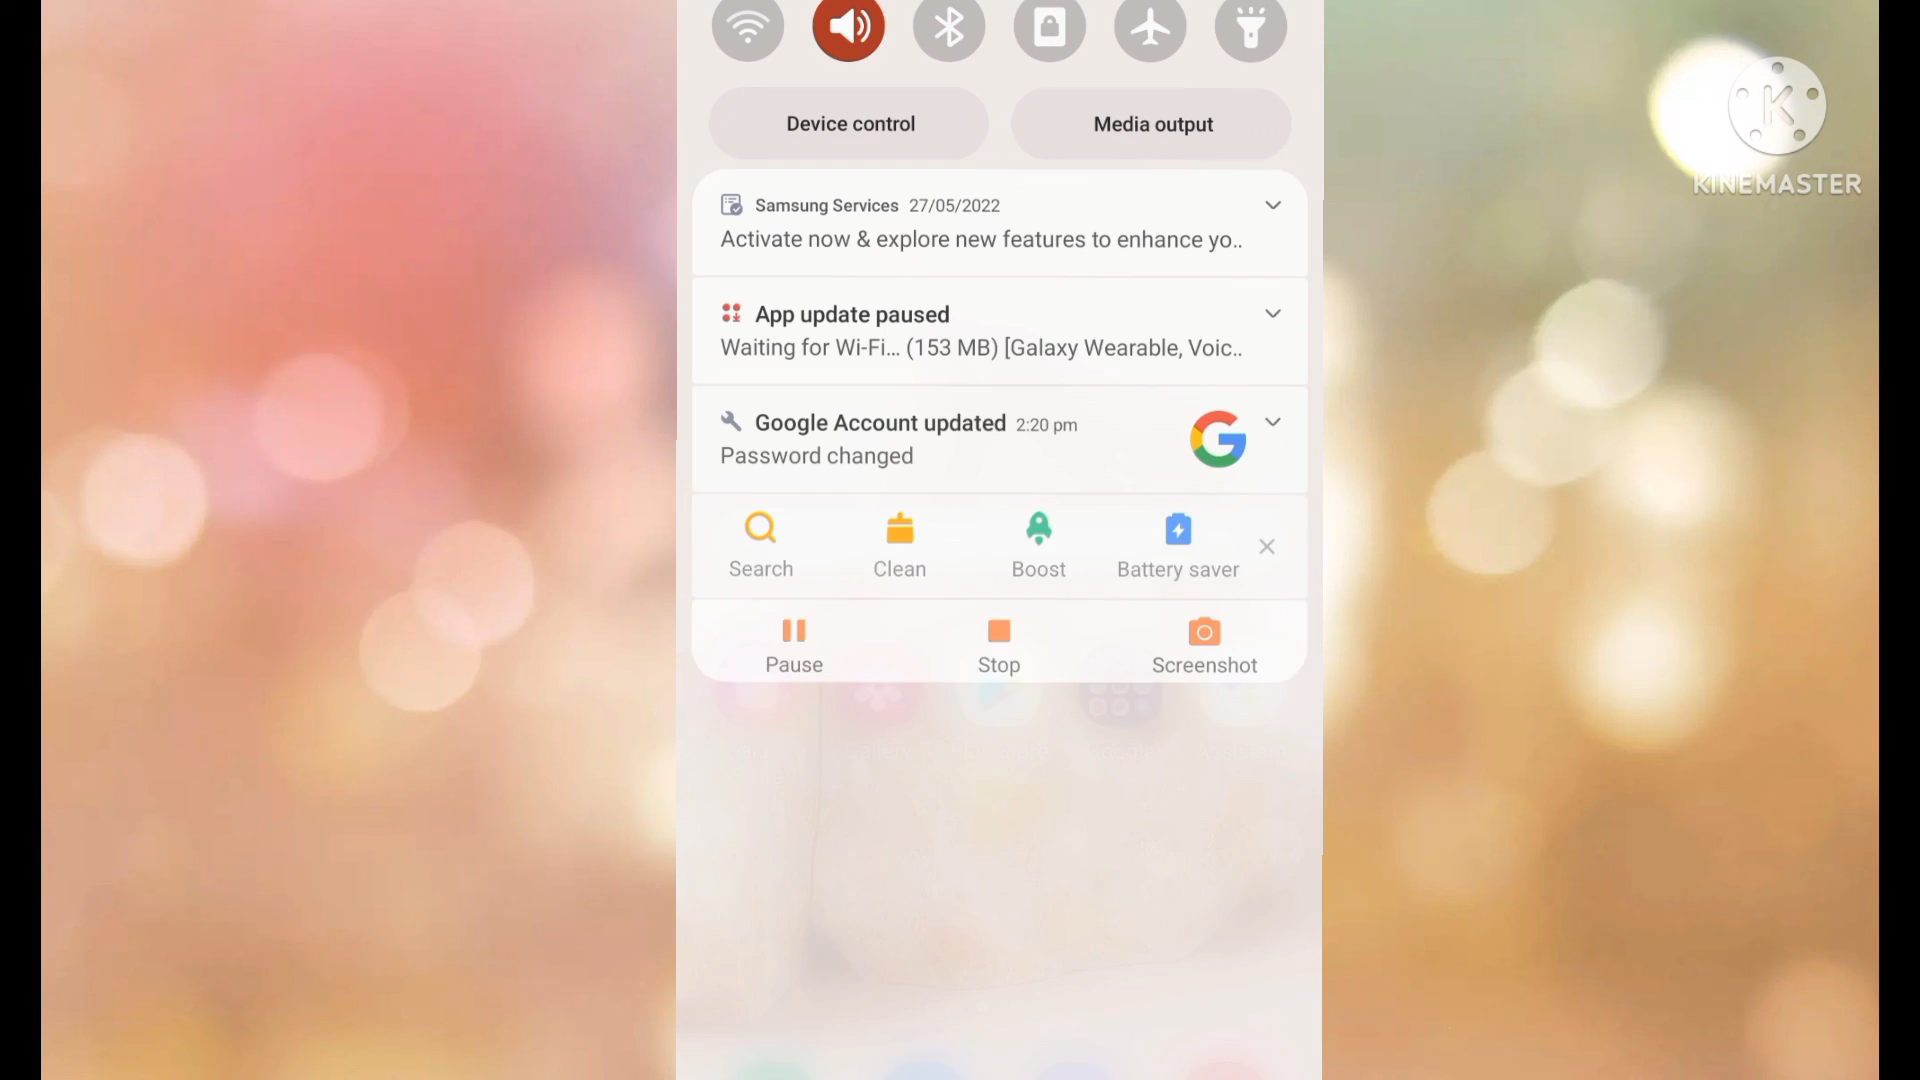 Device control
Media output
KINEMASTER
Samsung Services 27/05/2022
Activate now & explore new features to enhance yo..
App update paused
Waiting for Wi-Fi... (153 MB) [Galaxy Wearable, Voic..
Google Account updated 2:20 pm
Password changed
Search
Clean
Boost
Battery saver
Pause
Stop
Screenshot